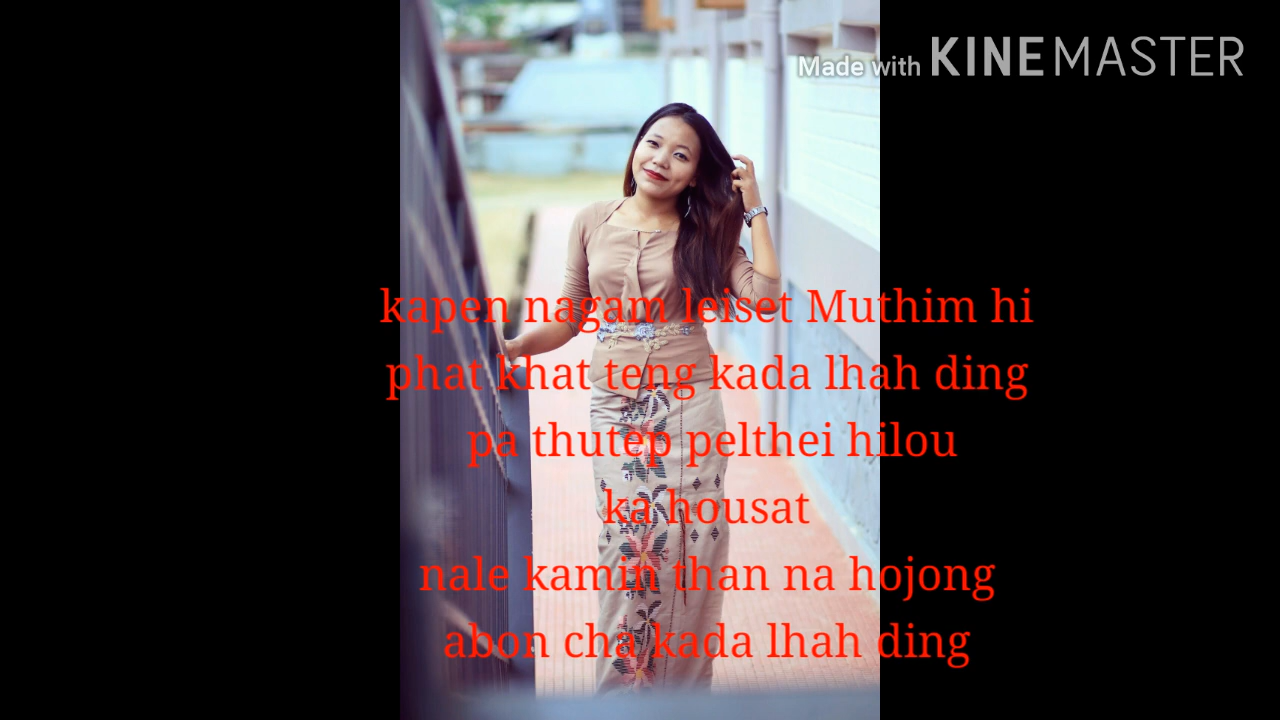 Made with KINEMASTER
kapen nagam leiset Muthim hi
phat khat teng kada lhah ding
pa thutep pelthei hilou
ka housat
nale kamin than na hojong
abon cha kada lhah ding